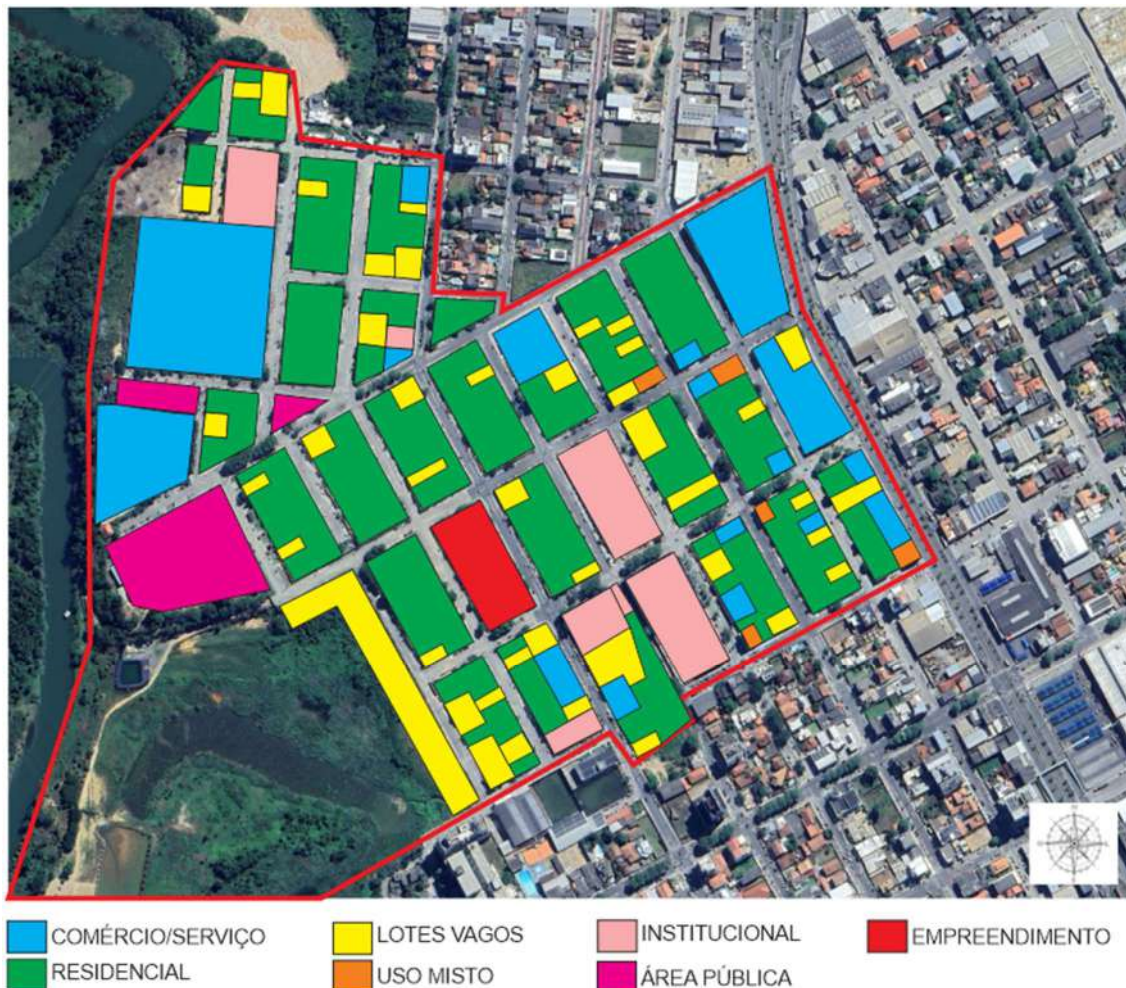 COMÉRCIO/SERVIÇO
LOTES VAGOS
INSTITUCIONAL
EMPREENDIMENTO
RESIDENCIAL
USO MISTO
ÁREA PÚBLICA